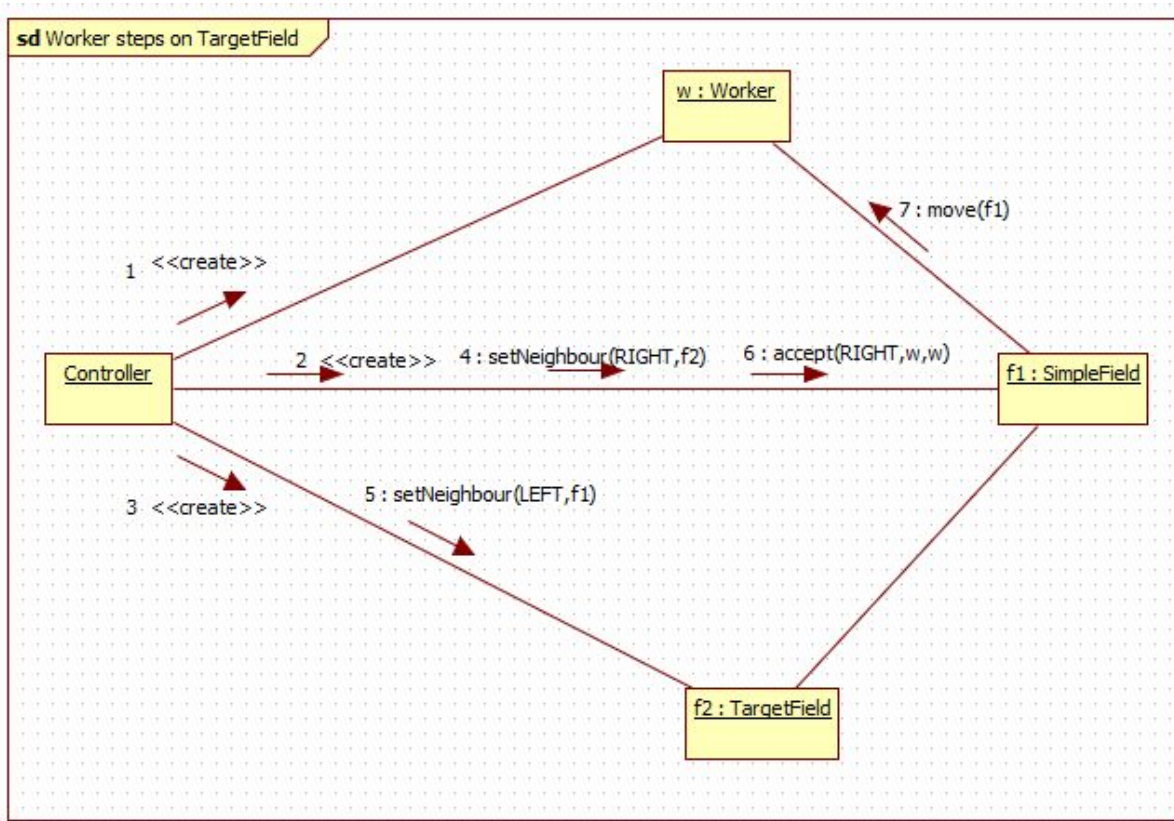 sd Worker steps on TargetField
w : Worker
7 : move(f1)
1 <<create>>
2 <<create>>
4 : setNeighbour(RIGHT,f2)
6 : accept(RIGHT,w,w)
Controller
f1 : SimpleField
3 <<create>>
5 : setNeighbour(LEFT,f1)
f2 : TargetField